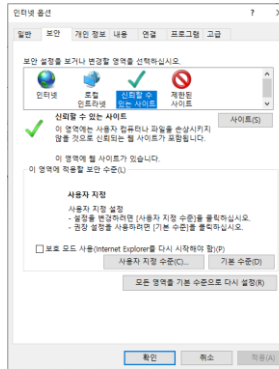 인터넷 옵션 ? ×
일반 보안 개인 정보 내용 연결 프로그램 고급
보안 설정을 보거나 변경할 영역을 선택하십시오.
인터넷 로컬 인트라넷 신뢰할 수 있는 사이트 제한된 사이트
신뢰할 수 있는 사이트 사이트(S)
이 영역에는 사용자 컴퓨터나 파일을 손상시키지
않을 것으로 신뢰되는 웹 사이트가 포함됩니다.
이 영역에 웹 사이트가 있습니다.
이 영역에 적용할 보안 수준(L)
사용자 지정
사용자 지정 설정
- 설정을 변경하려면 [사용자 지정 수준]을 클릭하십시오.
- 권장 설정을 사용하려면 [기본 수준]을 클릭하십시오.
보호 모드 사용(Internet Explorer를 다시 시작해야 함)(P)
사용자 지정 수준(C)... 기본 수준(D)
모든 영역을 기본 수준으로 다시 설정(R)
확인 취소 적용(A)